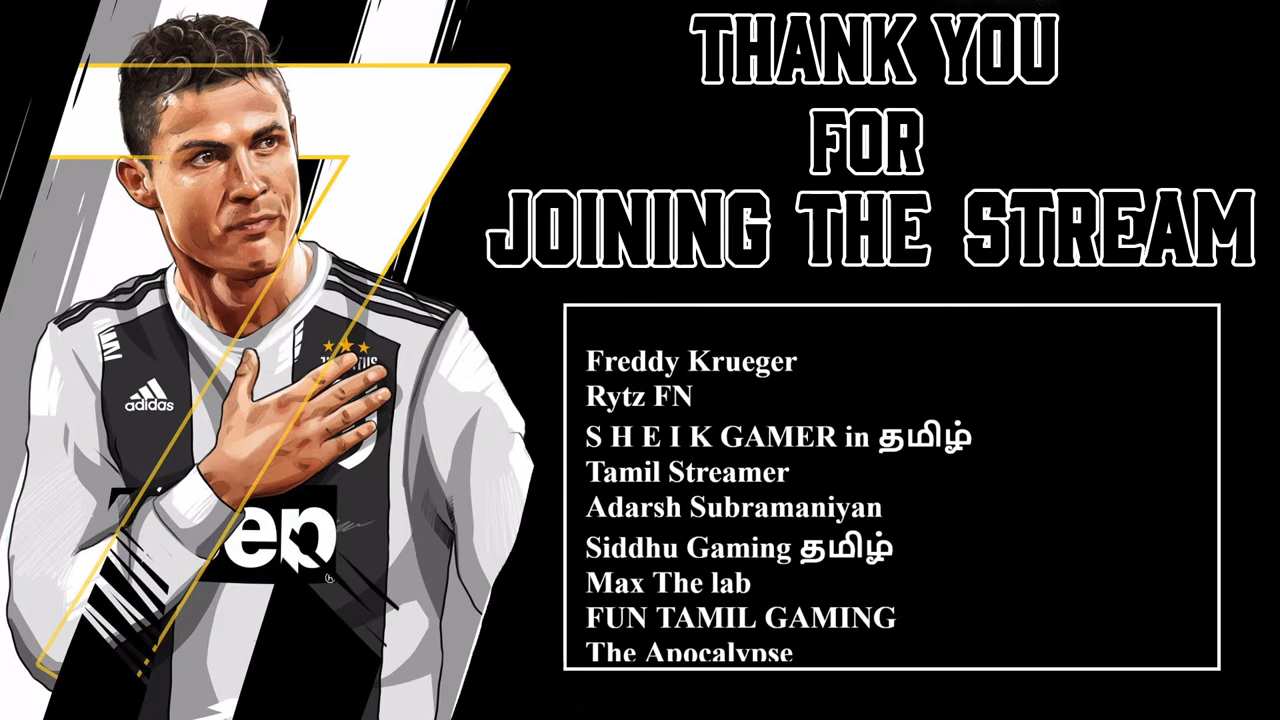 THANK YOU
FOR
JOINING THE STREAM
adidas
Freddy Krueger
Rytz FN
S H E I K GAMER in தமிழ்
Tamil Streamer
Adarsh Subramaniyan
Siddhu Gaming தமிழ்
Max The lab
FUN TAMIL GAMING
The Apocalypse